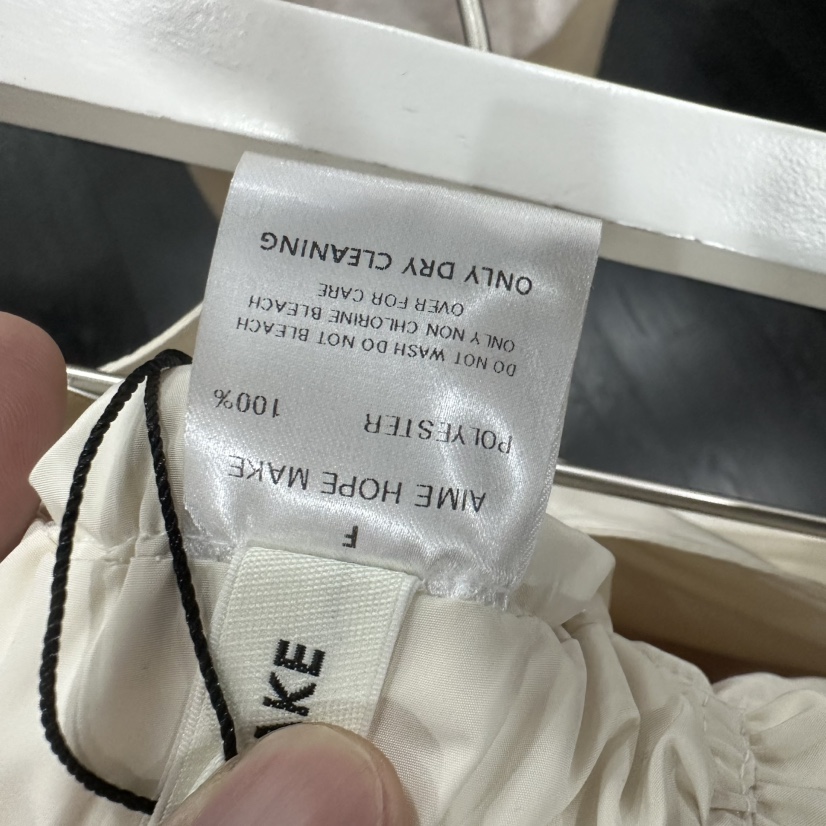 F
AIME HOPE MAKE
POLYESTER 100%
DO NOT WASH DO NOT BLEACH
ONLY NON CHLORINE BLEACH
OVER FOR CARE
ONLY DRY CLEANING